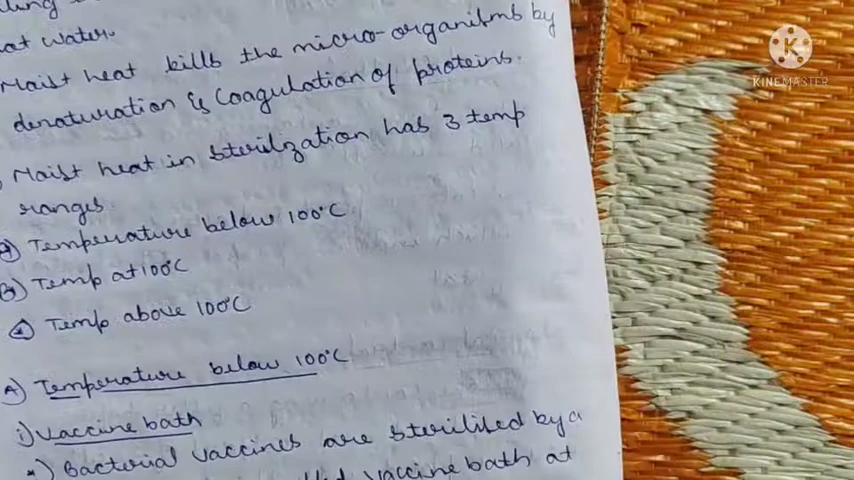 hot water.
Moist heat kills the micro-organisms by
denaturation & Coagulation of proteins.
Moist heat in sterilization has 3 temp
ranges.
a) Temperature below 100°C
b) Temp at 100°C
c) Temp above 100°C
A) Temperature below 100°C
i) Vaccine bath
*) Bacterial vaccines are sterilised by a
vaccine bath at
KINEMASTER